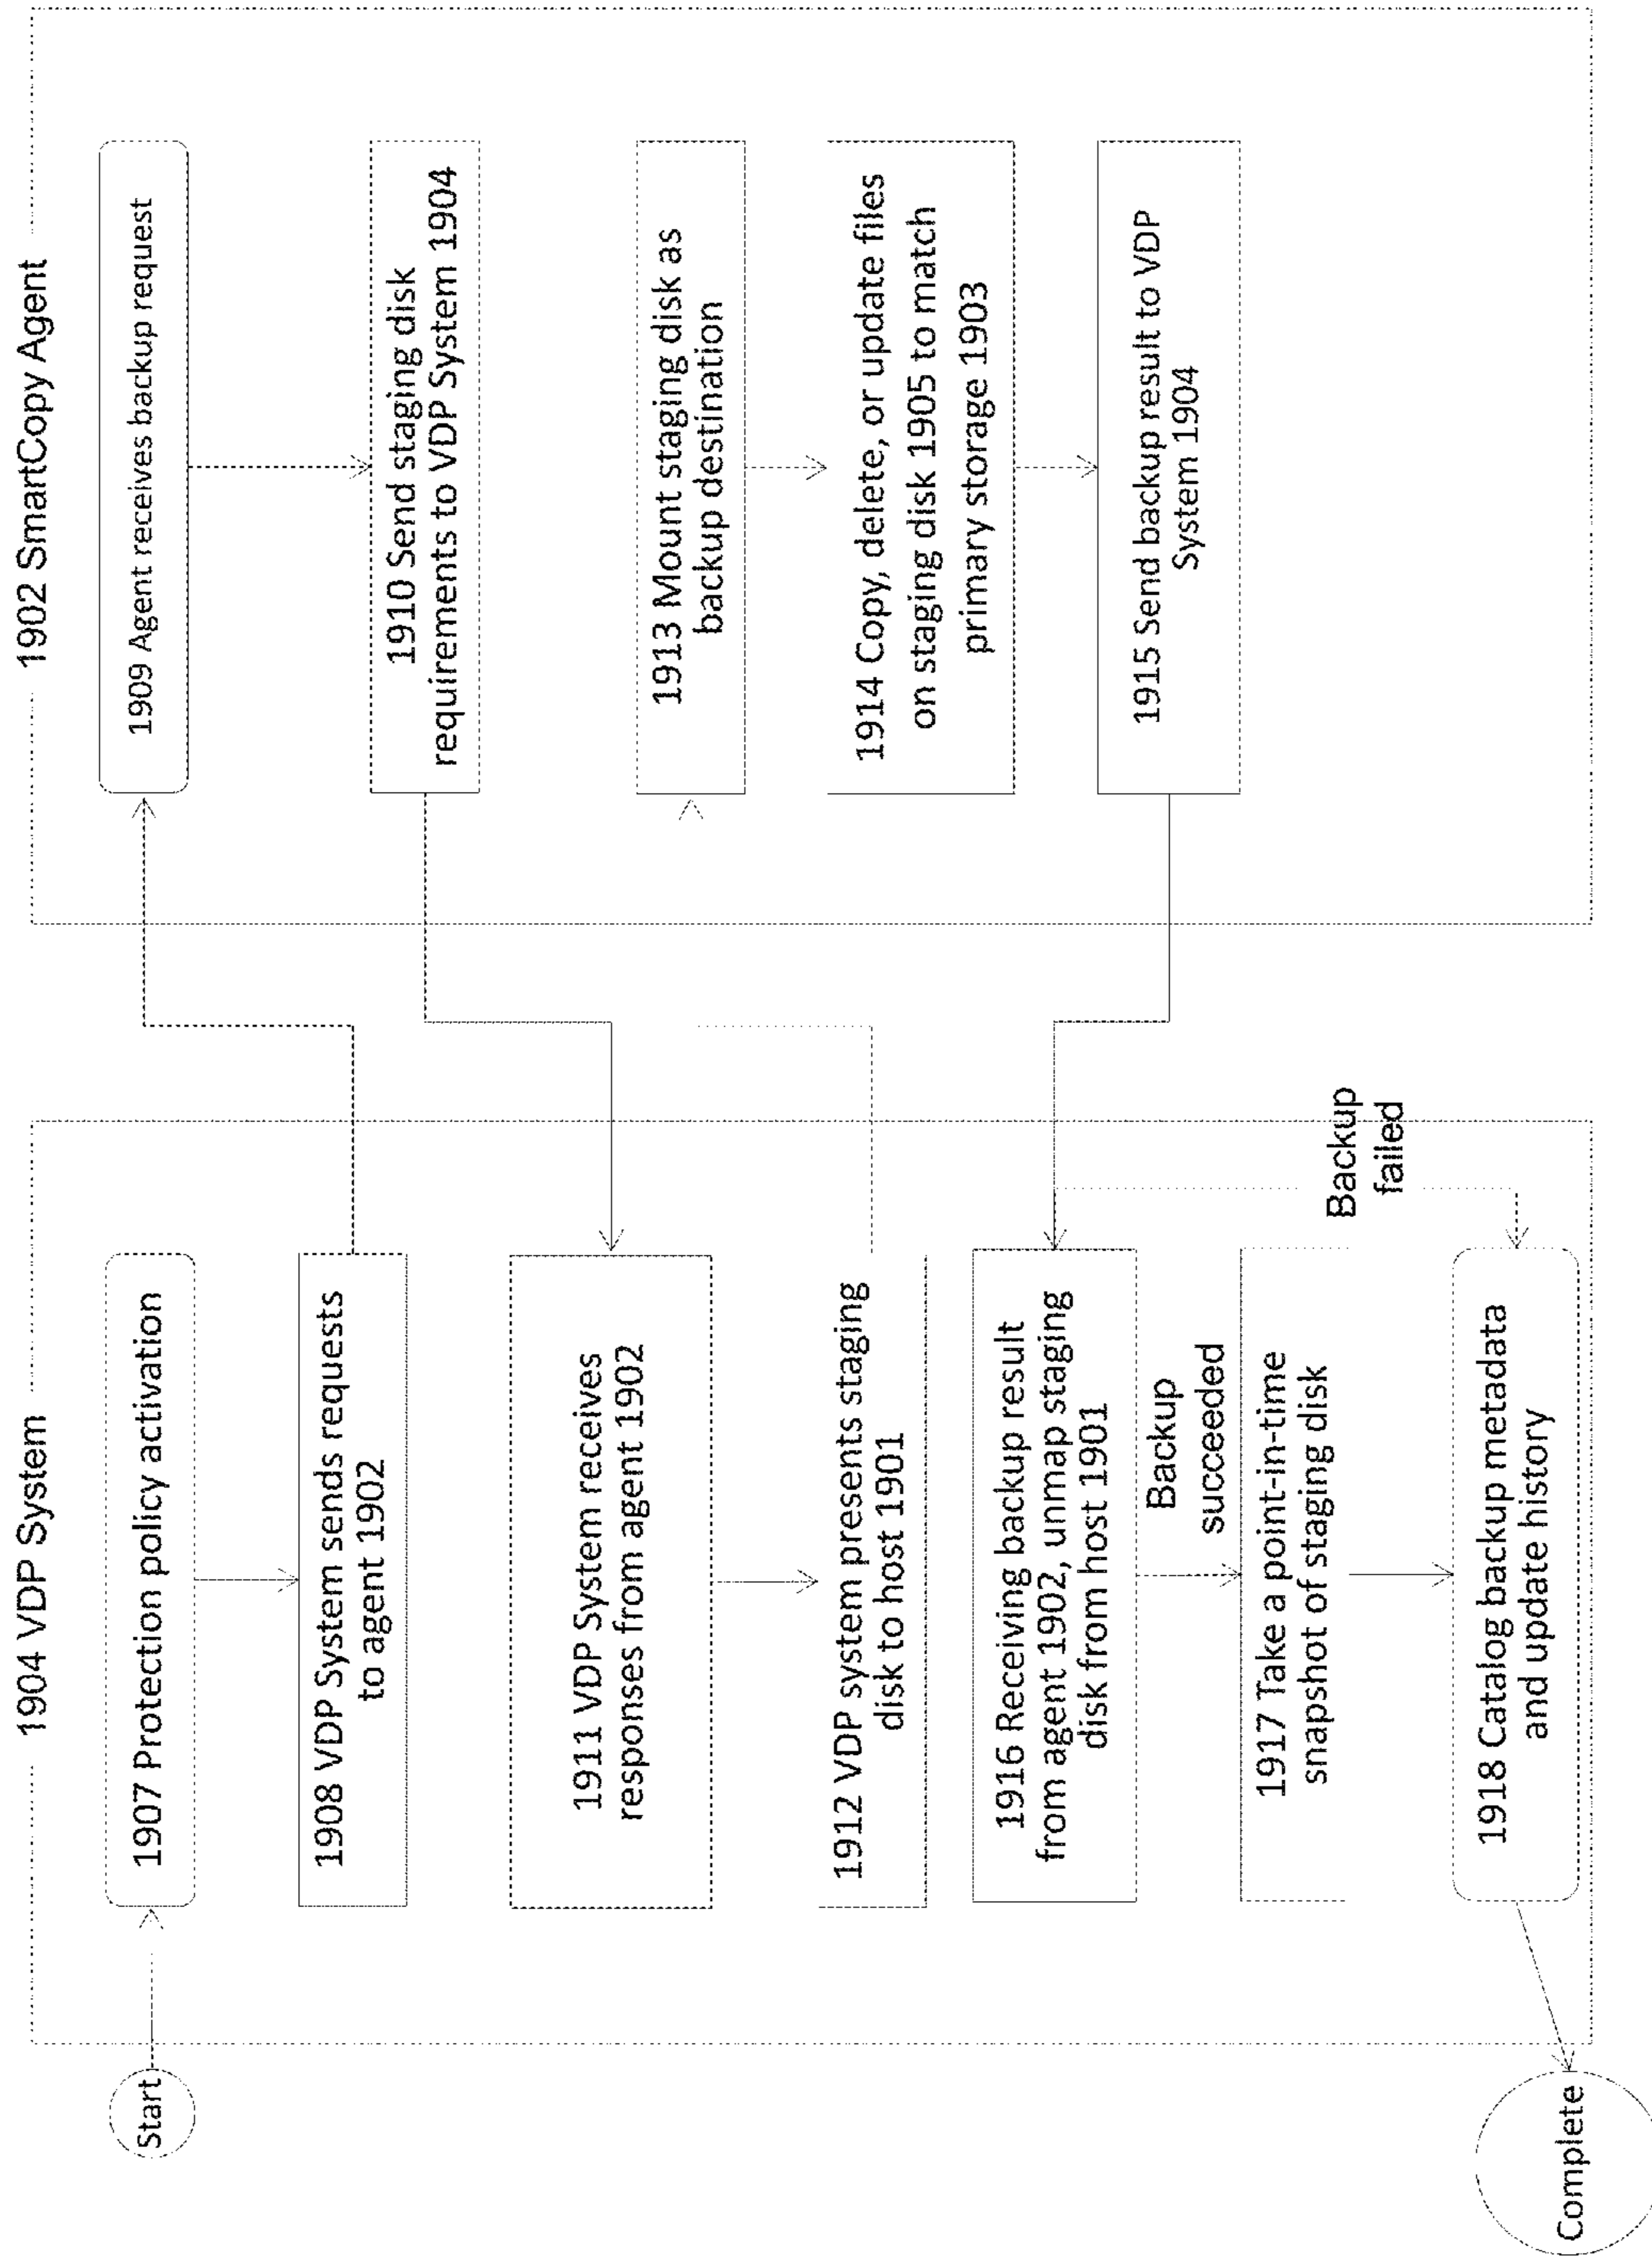 1904 VDP System
Start
1907 Protection policy activation
1908 VDP System sends requests
to agent 1902
1911 VDP System receives
responses from agent 1902
1912 VDP system presents staging
disk to host 1901
1916 Receiving backup result
from agent 1902, unmap staging
disk from host 1901
Backup
succeeded
Backup
failed
1917 Take a point-in-time
snapshot of staging disk
1918 Catalog backup metadata
and update history
Complete
1902 SmartCopy Agent
1909 Agent receives backup request
1910 Send staging disk
requirements to VDP System 1904
1913 Mount staging disk as
backup destination
1914 Copy, delete, or update files
on staging disk 1905 to match
primary storage 1903
1915 Send backup result to VDP
System 1904